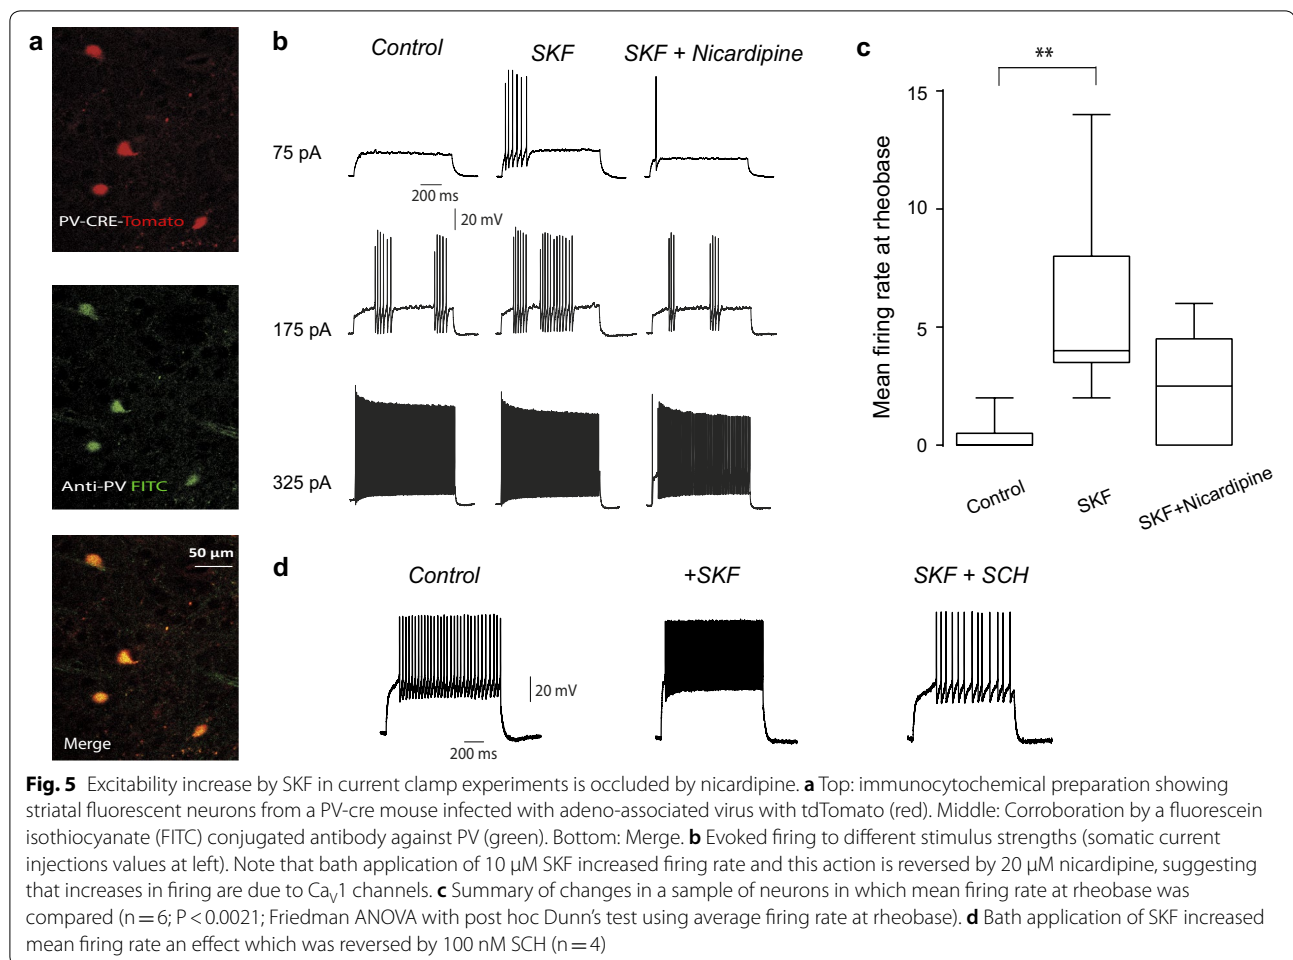 a
PV-CRE-Tomato
Anti-PV FITC
50 µm
Merge
b
Control
SKF
SKF + Nicardipine
75 pA
200 ms
20 mV
175 pA
325 pA
c
**
Mean firing rate at rheobase
15
10
5
0
Control
SKF
SKF+Nicardipine
d
Control
+SKF
SKF + SCH
20 mV
200 ms
Fig. 5 Excitability increase by SKF in current clamp experiments is occluded by nicardipine. a Top: immunocytochemical preparation showing
striatal fluorescent neurons from a PV-cre mouse infected with adeno-associated virus with tdTomato (red). Middle: Corroboration by a fluorescein
isothiocyanate (FITC) conjugated antibody against PV (green). Bottom: Merge. b Evoked firing to different stimulus strengths (somatic current
injections values at left). Note that bath application of 10 µM SKF increased firing rate and this action is reversed by 20 µM nicardipine, suggesting
that increases in firing are due to CaV1 channels. c Summary of changes in a sample of neurons in which mean firing rate at rheobase was
compared (n = 6; P < 0.0021; Friedman ANOVA with post hoc Dunn's test using average firing rate at rheobase). d Bath application of SKF increased
mean firing rate an effect which was reversed by 100 nM SCH (n = 4)